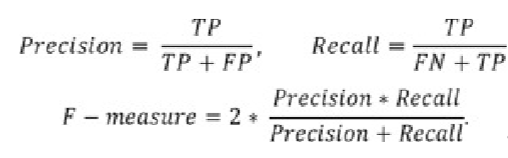 Precision = TP / TP + FP, Recall = TP / FN + TP
F − measure = 2 * Precision * Recall / Precision + Recall.